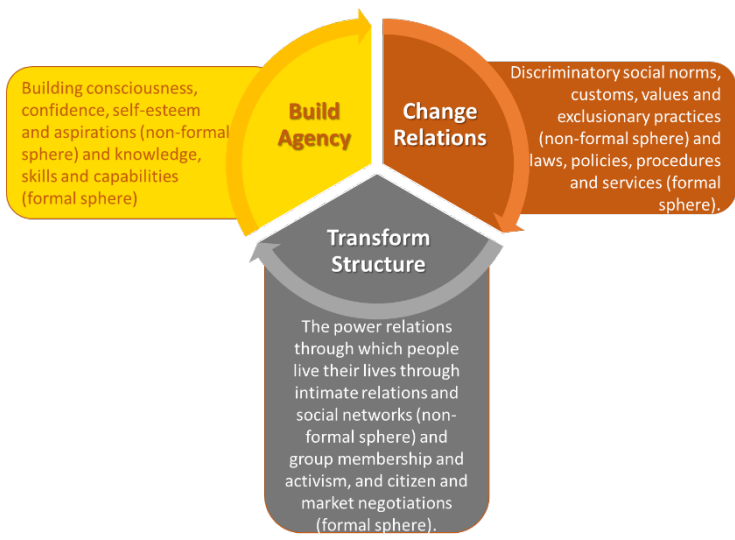 Building consciousness,
confidence, self-esteem
and aspirations (non-formal
sphere) and knowledge,
skills and capabilities
(formal sphere)
Build
Agency
Change
Relations
Discriminatory social norms,
customs, values and
exclusionary practices
(non-formal sphere) and
laws, policies, procedures
and services (formal
sphere).
Transform
Structure
The power relations
through which people
live their lives through
intimate relations and
social networks (non-
formal sphere) and
group membership and
activism, and citizen and
market negotiations
(formal sphere).